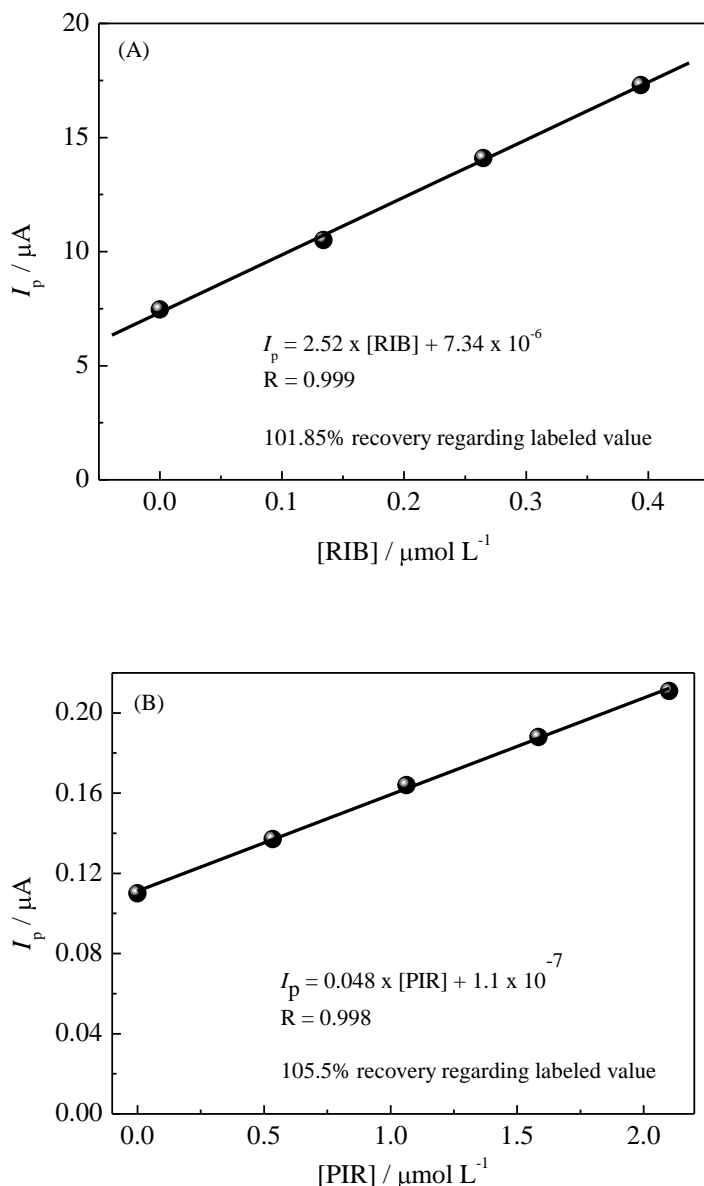 (A)
20
15
10
5
0
I_p / μA
I_p = 2.52 x [RIB] + 7.34 x 10^-6
R = 0.999
101.85% recovery regarding labeled value
0.0 0.1 0.2 0.3 0.4
[RIB] / μmol L^-1
(B)
0.20
0.16
0.12
0.08
0.04
0.00
I_p / μA
I_p = 0.048 x [PIR] + 1.1 x 10^-7
R = 0.998
105.5% recovery regarding labeled value
0.0 0.5 1.0 1.5 2.0
[PIR] / μmol L^-1